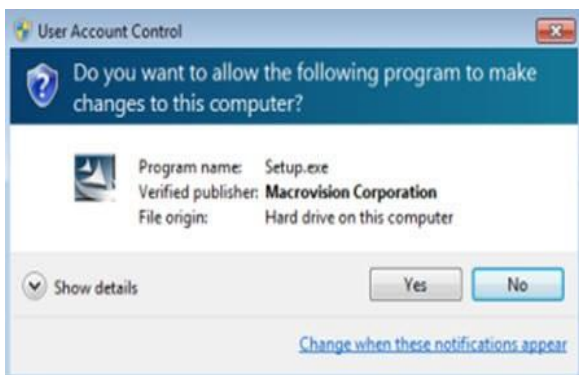 User Account Control
Do you want to allow the following program to make
changes to this computer?
Program name: Setup.exe
Verified publisher: Macrovision Corporation
File origin: Hard drive on this computer
Show details
Yes
No
Change when these notifications appear